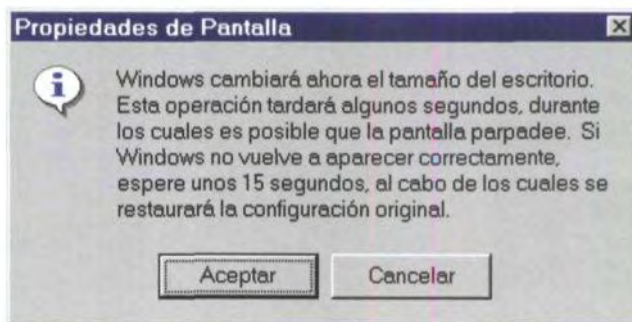 Propiedades de Pantalla
Windows cambiará ahora el tamaño del escritorio.
Esta operación tardará algunos segundos, durante
los cuales es posible que la pantalla parpadee. Si
Windows no vuelve a aparecer correctamente,
espere unos 15 segundos, al cabo de los cuales se
restaurará la configuración original.
Aceptar
Cancelar